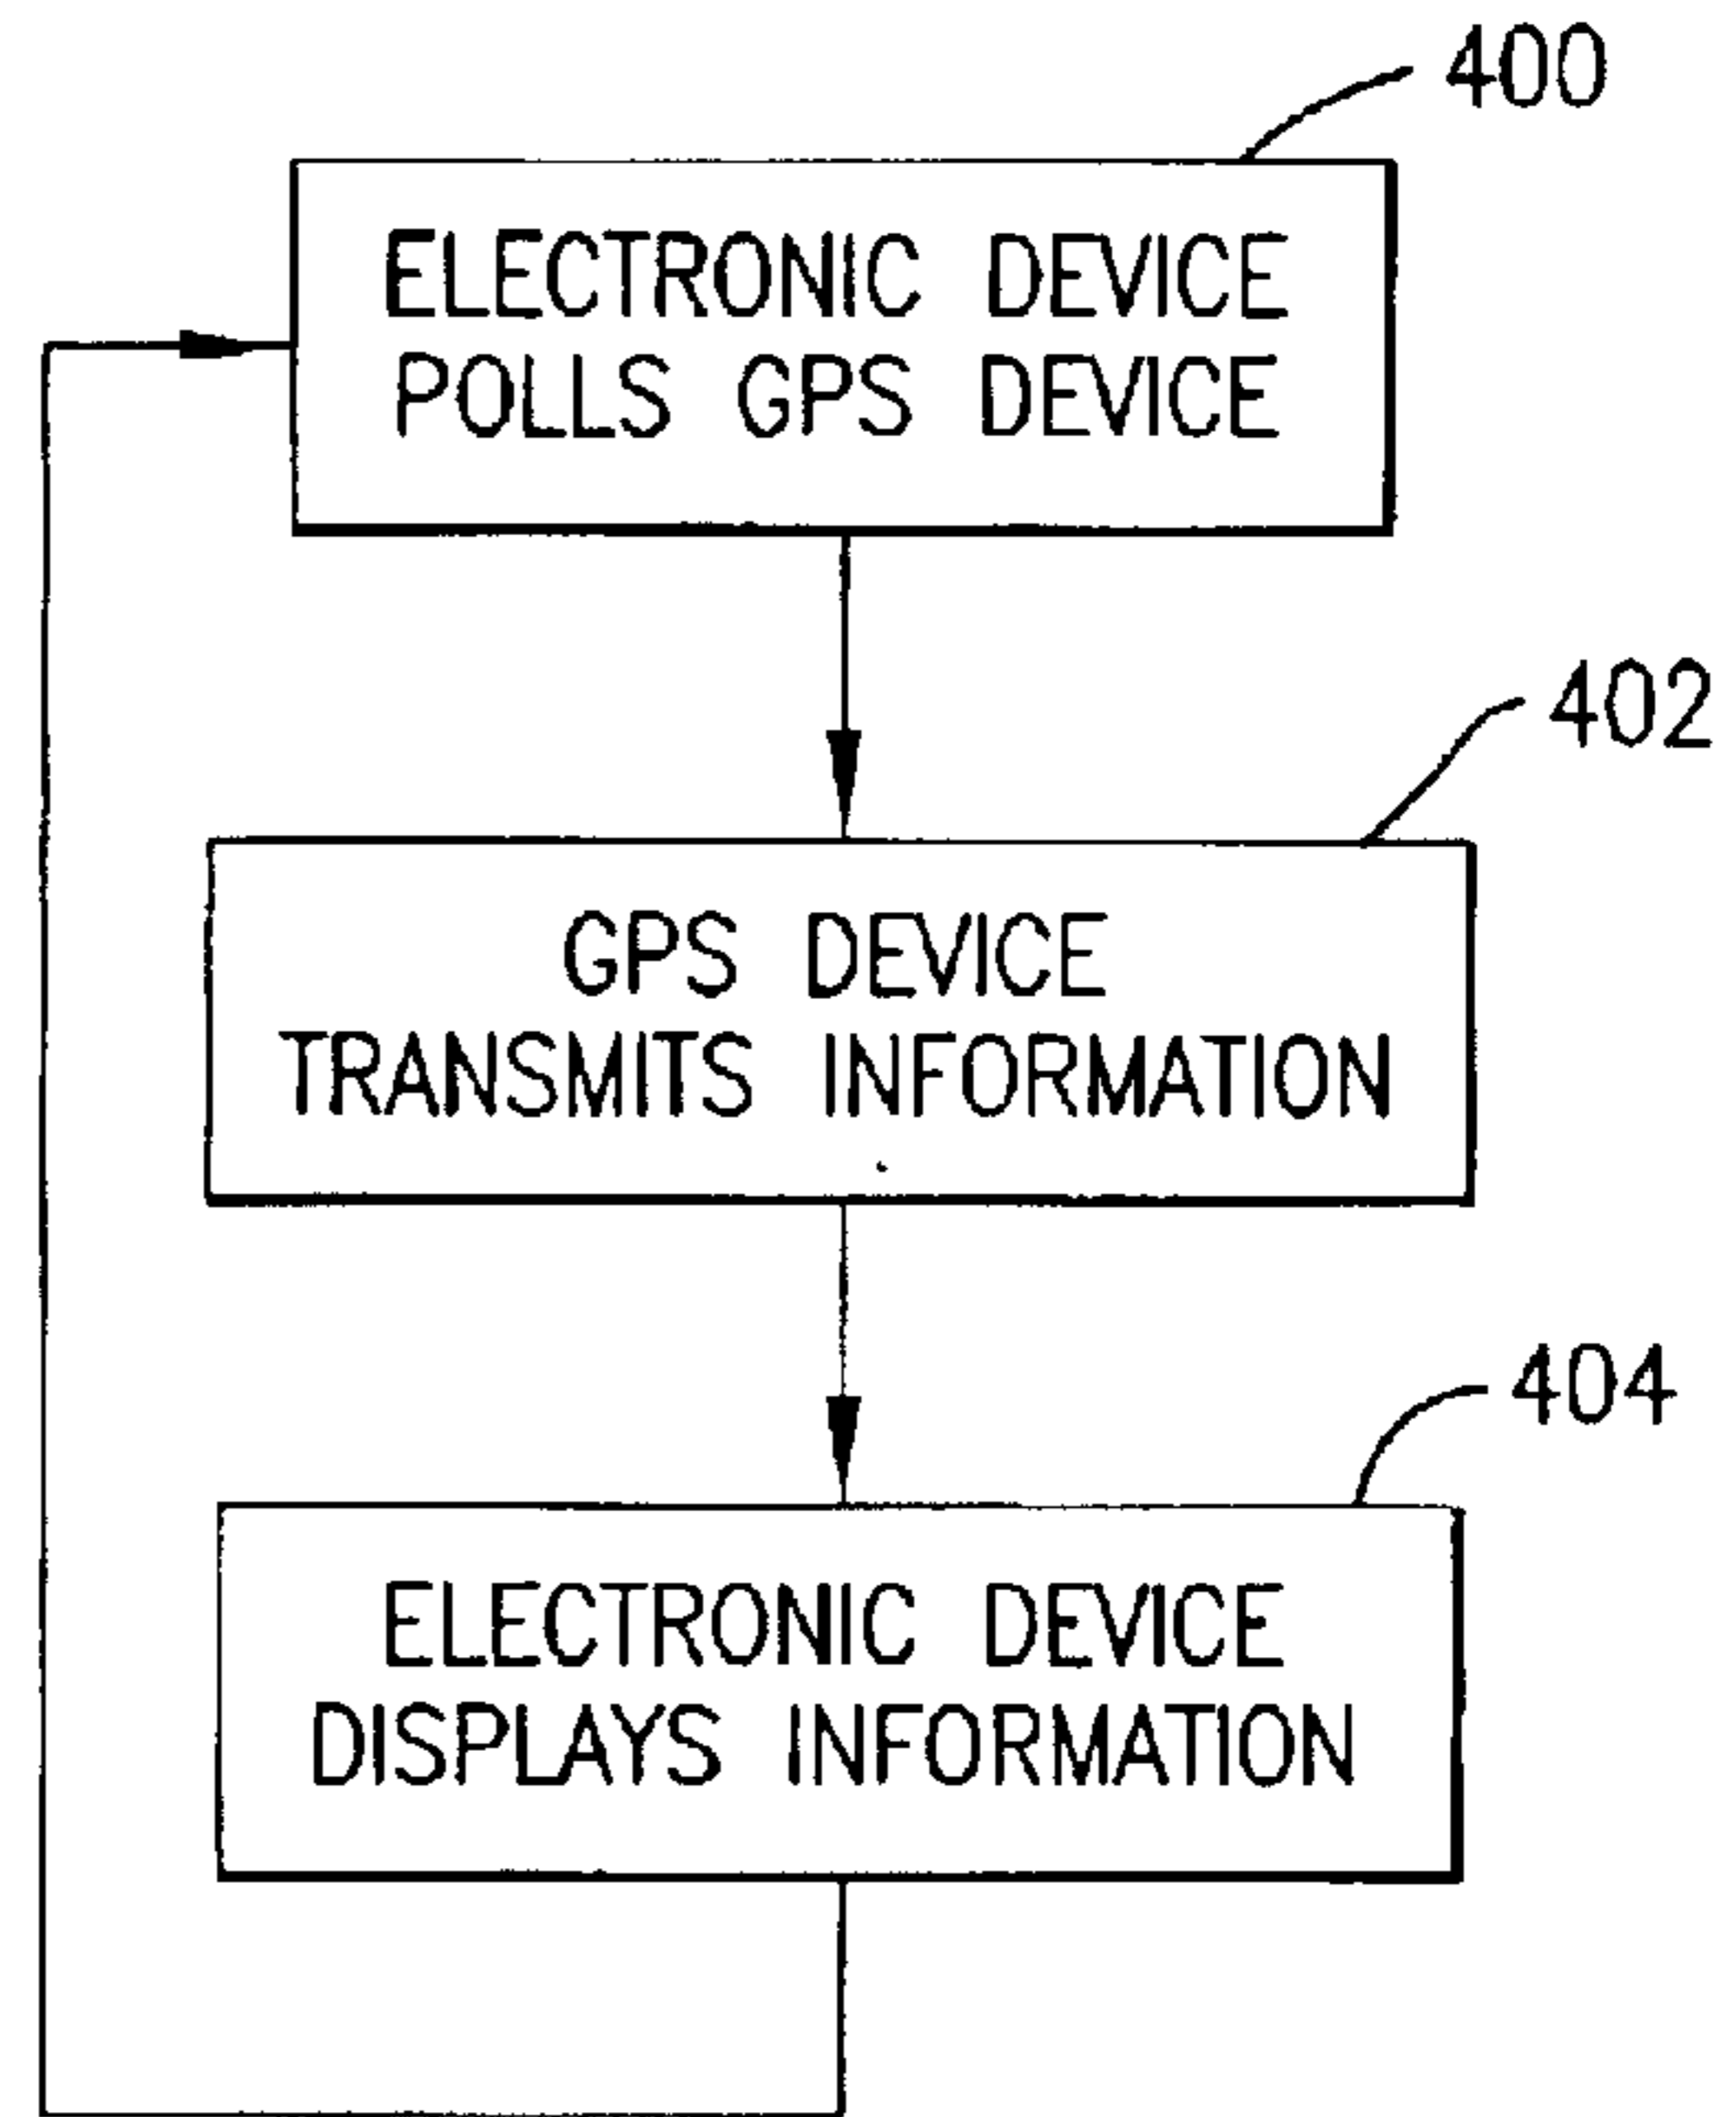 400
ELECTRONIC DEVICE
POLLS GPS DEVICE
402
GPS DEVICE
TRANSMITS INFORMATION
404
ELECTRONIC DEVICE
DISPLAYS INFORMATION